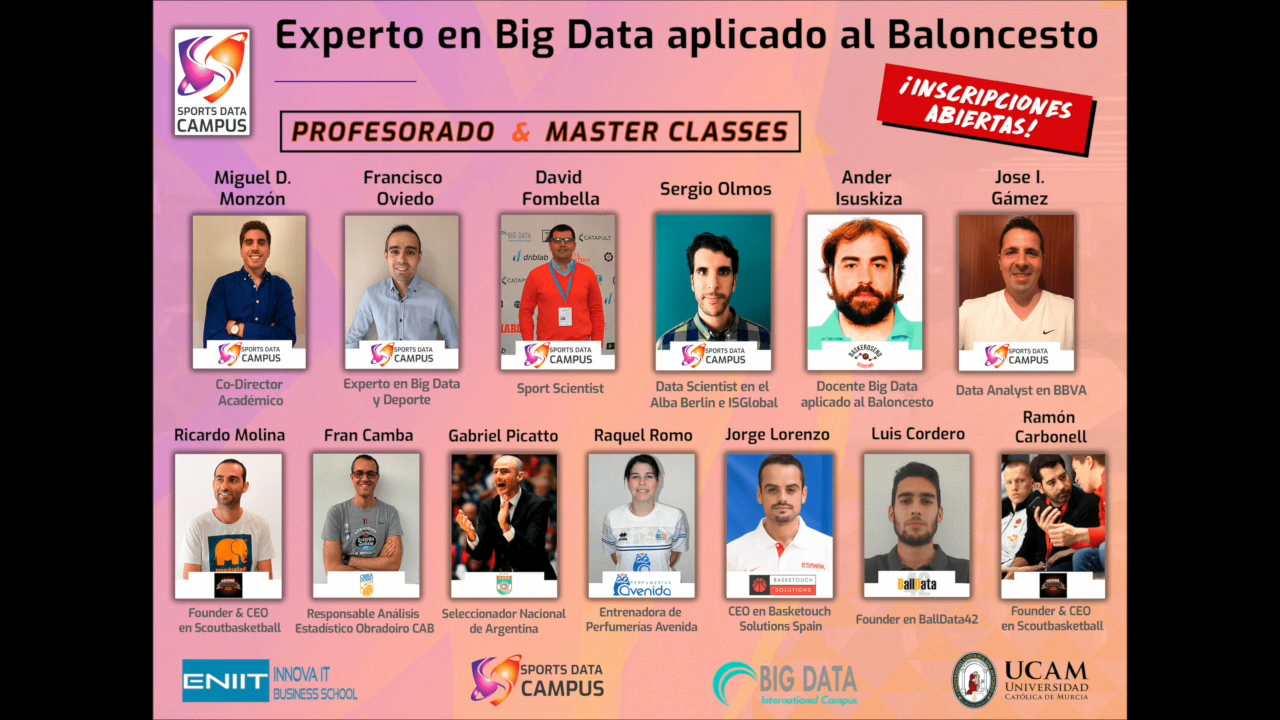 Experto en Big Data aplicado al Baloncesto
SPORTS DATA
CAMPUS
¡INSCRIPCIONES
ABIERTAS!
PROFESORADO & MASTER CLASSES
Miguel D.
Monzón
Francisco
Oviedo
David
Fombella
Sergio Olmos
Ander
Isuskiza
Jose I.
Gámez
BIG DATA
CATAPULT
driblab
SPORTS DATA
CAMPUS
SPORTS DATA
CAMPUS
SPORTS DATA
CAMPUS
SPORTS DATA
CAMPUS
SPORTS DATA
CAMPUS
Co-Director
Académico
Experto en Big Data
y Deporte
Sport Scientist
Data Scientist en el
Alba Berlin e ISGlobal
Docente Big Data
aplicado al Baloncesto
Data Analyst en BBVA
Ricardo Molina
Fran Camba
Gabriel Picatto
Raquel Romo
Jorge Lorenzo
Luis Cordero
Ramón
Carbonell
ESPAÑA
PERFUMERÍAS
avenida
BASKETOUCH
SOLUTIONS
BallData
Founder & CEO
en Scoutbasketball
Responsable Análisis
Estadístico Obradoiro CAB
Seleccionador Nacional
de Argentina
Entrenadora de
Perfumerías Avenida
CEO en Basketouch
Solutions Spain
Founder en BallData42
Founder & CEO
en Scoutbasketball
ENIIT
INNOVA IT
BUSINESS SCHOOL
SPORTS DATA
CAMPUS
BIG DATA
International Campus
UCAM
UNIVERSIDAD
CATÓLICA DE MURCIA